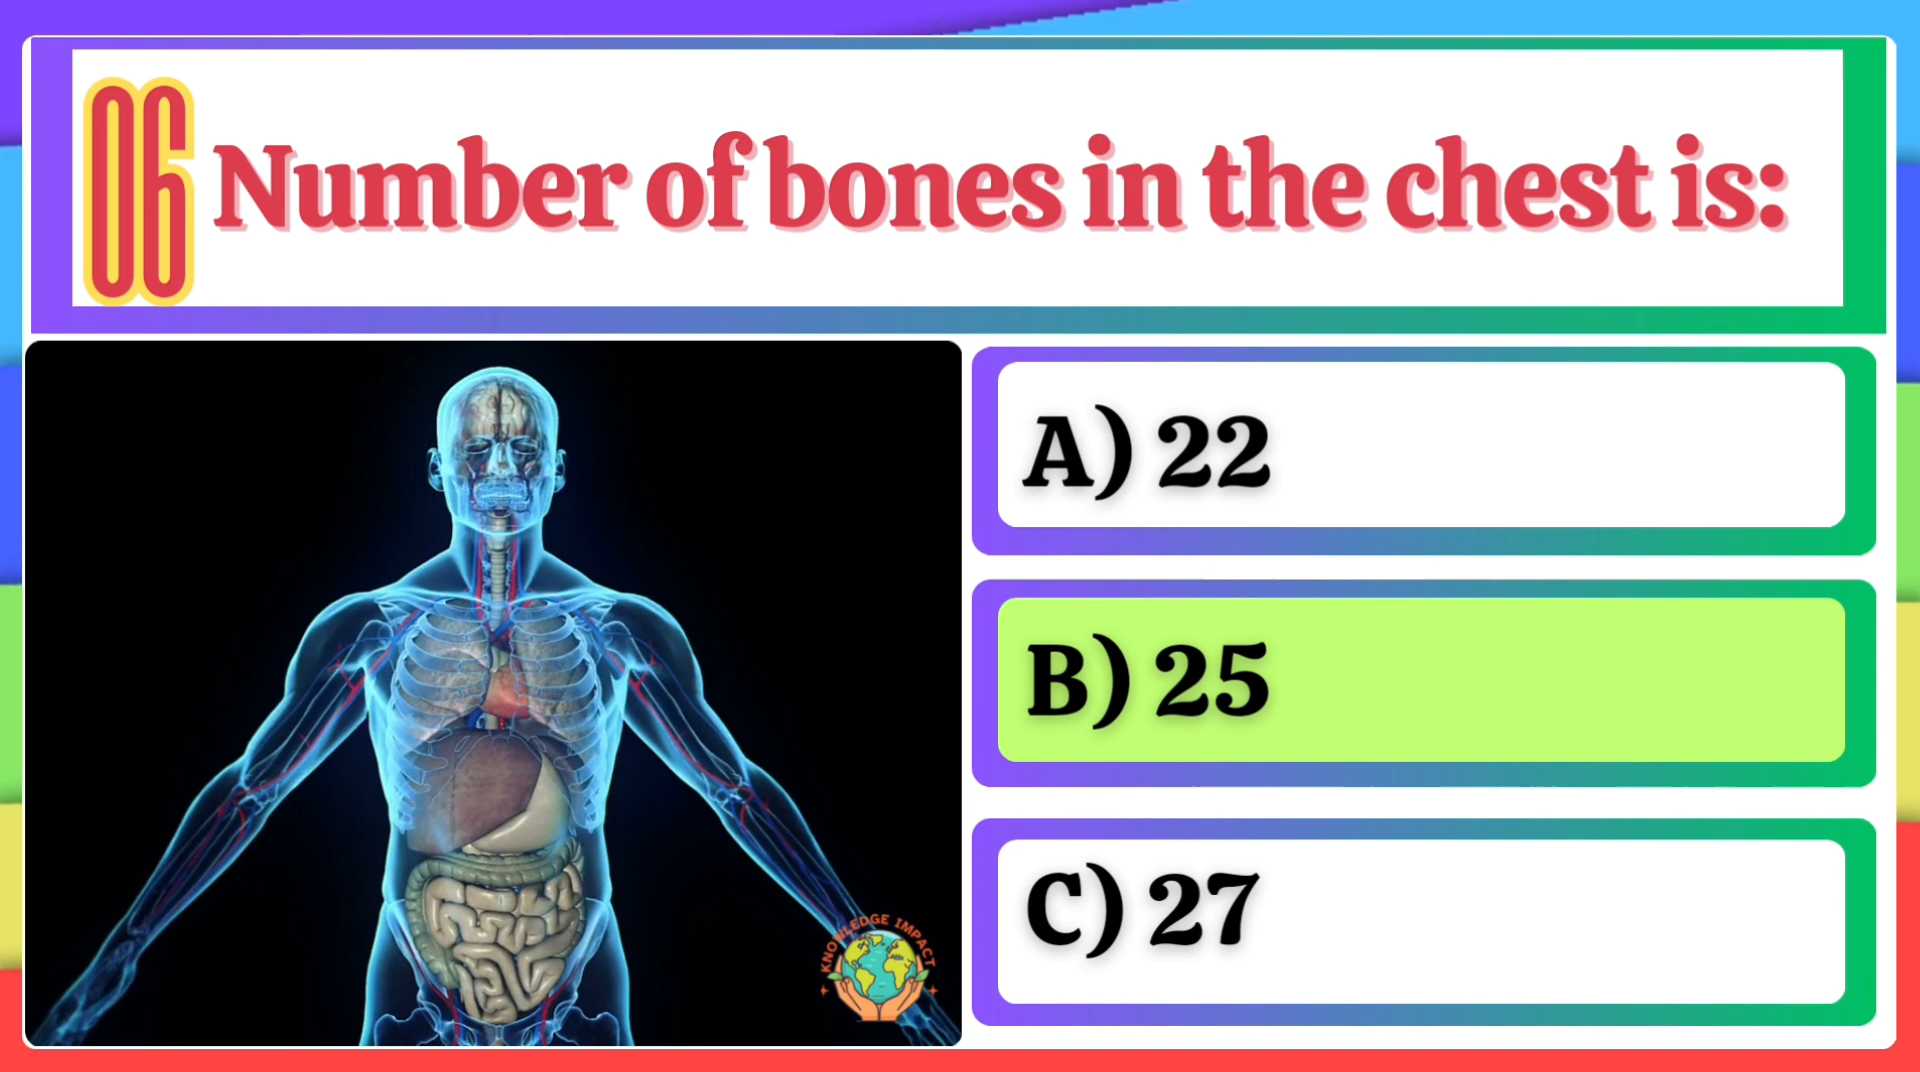 06 Number of bones in the chest is:
A) 22
B) 25
C) 27
KNOWLEDGE IMPACT